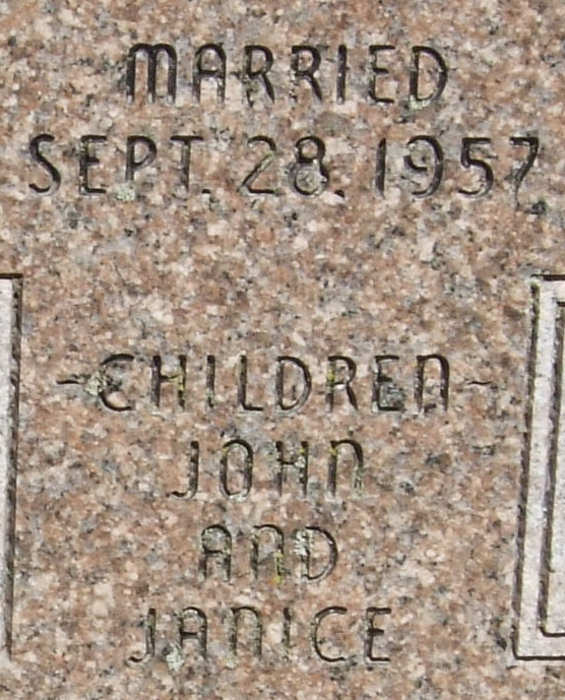 MARRIED
SEPT. 28. 1957
~CHILDREN~
JOHN
AND
JANICE